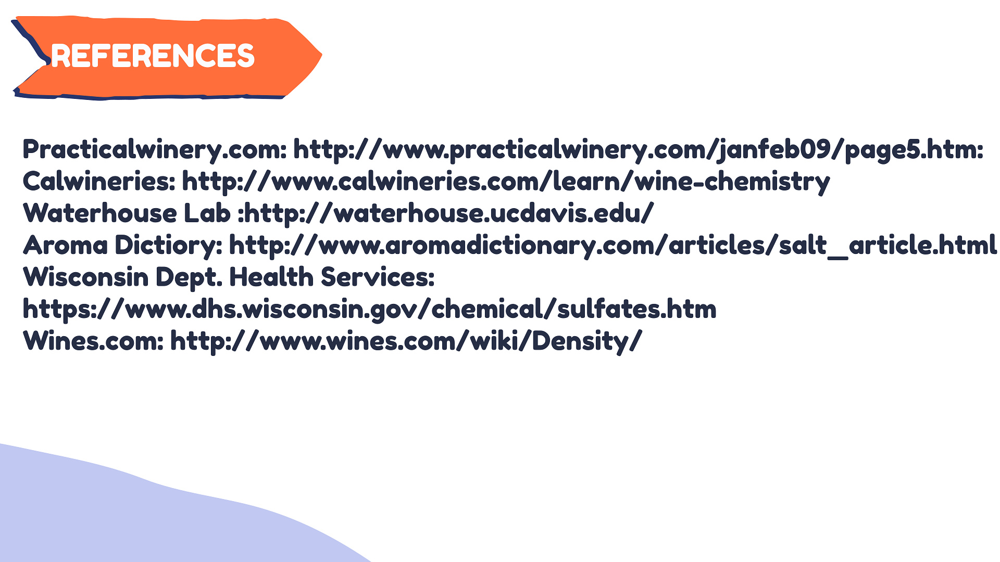 REFERENCES
Practicalwinery.com: http://www.practicalwinery.com/janfeb09/page5.htm:
Calwineries: http://www.calwineries.com/learn/wine-chemistry
Waterhouse Lab :http://waterhouse.ucdavis.edu/
Aroma Dictiory: http://www.aromadictionary.com/articles/salt_article.html
Wisconsin Dept. Health Services:
https://www.dhs.wisconsin.gov/chemical/sulfates.htm
Wines.com: http://www.wines.com/wiki/Density/